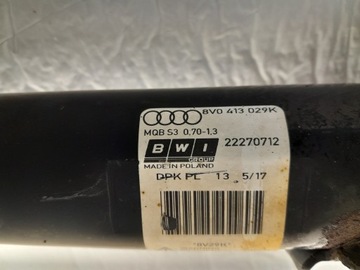 8V0 413 029K
MQB S3 0,70-1,3
BWI
GROUP
22270712
MADE IN POLAND
DPK PL 13 5/17
*8V29K*